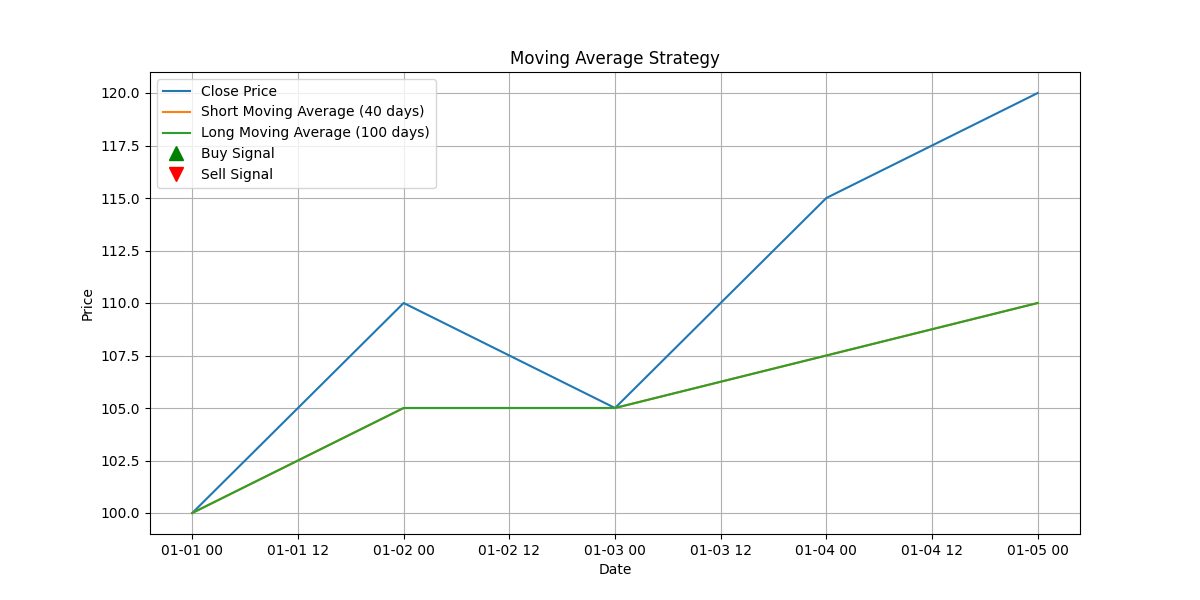 Moving Average Strategy
Close Price
Short Moving Average (40 days)
Long Moving Average (100 days)
Buy Signal
Sell Signal
120.0
117.5
115.0
112.5
110.0
107.5
105.0
102.5
100.0
Price
01-01 00 01-01 12 01-02 00 01-02 12 01-03 00 01-03 12 01-04 00 01-04 12 01-05 00
Date